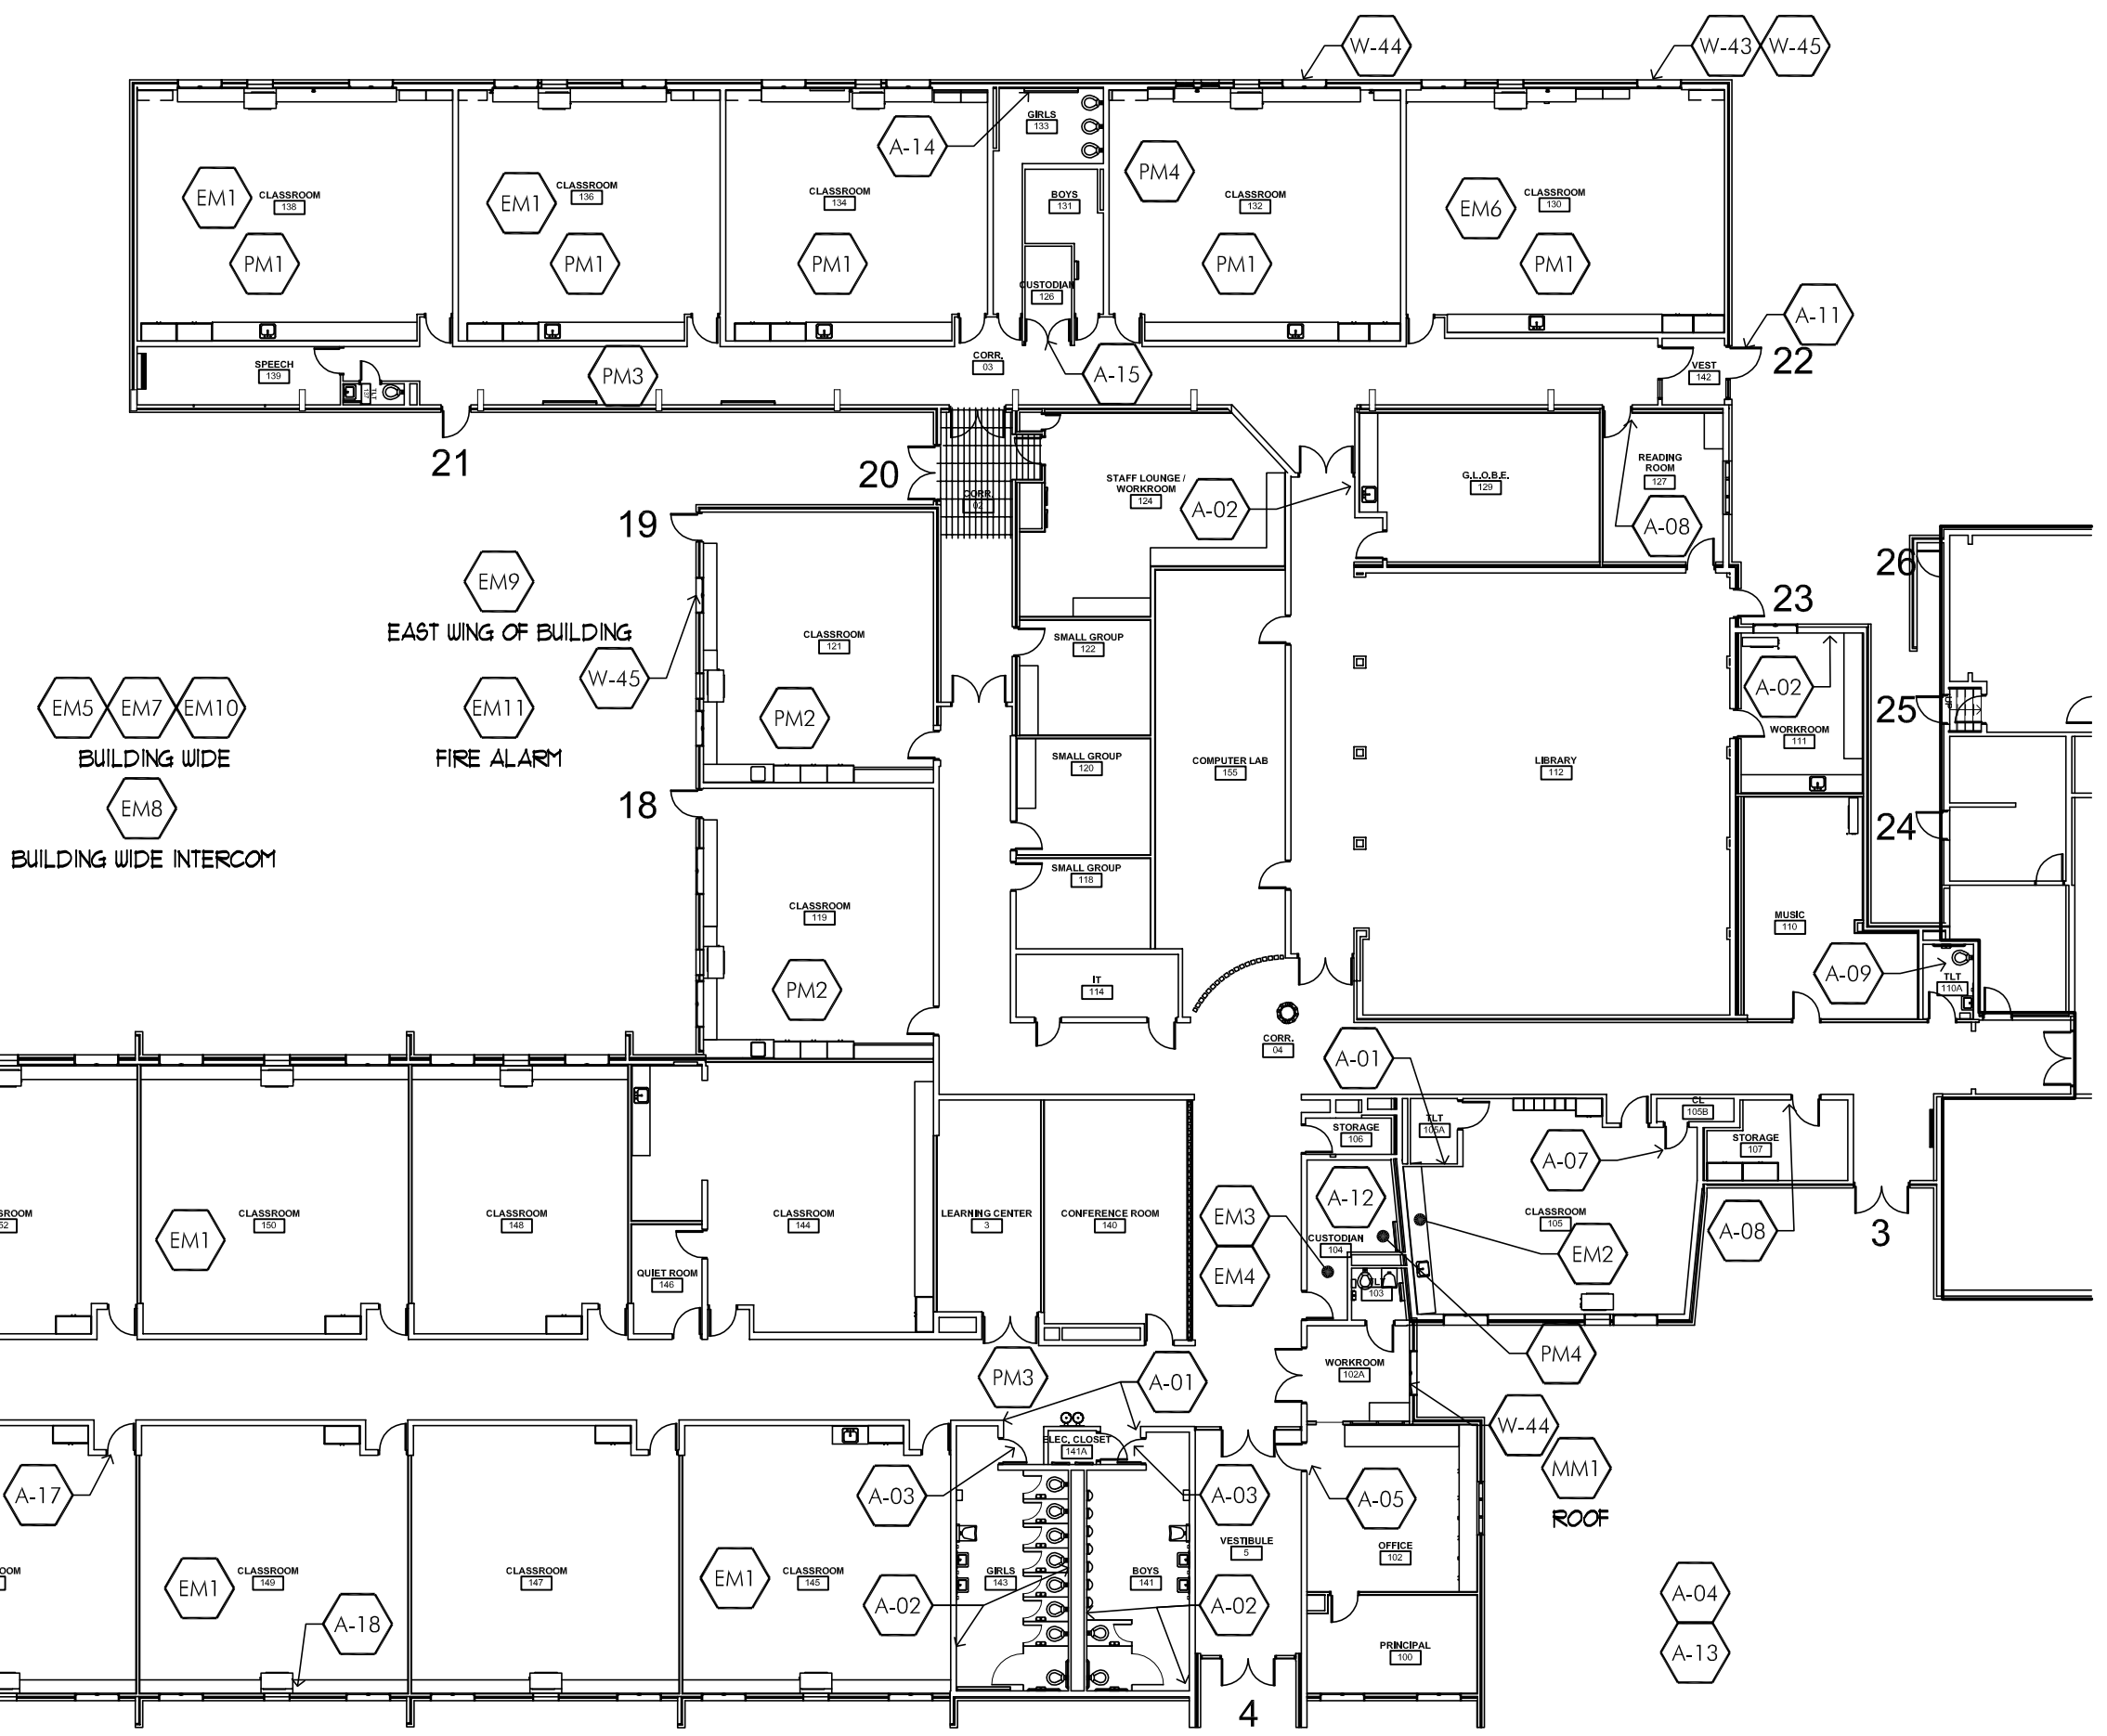 W-44
W-43
W-45
A-14
GIRLS
133
EM1
CLASSROOM
138
PM1
EM1
CLASSROOM
136
PM1
CLASSROOM
134
PM1
BOYS
131
CUSTODIAN
126
PM4
CLASSROOM
132
PM1
EM6
CLASSROOM
130
PM1
A-11
22
VEST
142
SPEECH
139
TLT
PM3
CORR.
03
A-15
21
20
CORR.
02
STAFF LOUNGE /
WORKROOM
124
A-02
G.L.O.B.E.
129
READING
ROOM
127
A-08
19
EM9
EAST WING OF BUILDING
W-45
CLASSROOM
121
PM2
SMALL GROUP
122
26
23
A-02
WORKROOM
111
25
UP
EM5
EM7
EM10
BUILDING WIDE
EM11
FIRE ALARM
EM8
BUILDING WIDE INTERCOM
18
SMALL GROUP
120
COMPUTER LAB
155
LIBRARY
112
24
SMALL GROUP
118
CLASSROOM
119
PM2
MUSIC
110
A-09
TLT
110A
IT
114
CORR.
04
A-01
TLT
105A
CL
105B
STORAGE
106
STORAGE
107
A-07
A-12
SROOM
52
EM1
CLASSROOM
150
CLASSROOM
148
CLASSROOM
144
QUIET ROOM
146
LEARNING CENTER
3
CONFERENCE ROOM
140
EM3
EM4
CUSTODIAN
104
TLT
103
CLASSROOM
105
EM2
A-08
3
PM4
PM3
A-01
WORKROOM
102A
W-44
MM1
ROOF
ELEC. CLOSET
141A
A-17
A-03
A-03
A-05
VESTIBULE
5
OFFICE
102
OOM
EM1
CLASSROOM
149
A-18
CLASSROOM
147
EM1
CLASSROOM
145
A-02
GIRLS
143
BOYS
141
A-02
PRINCIPAL
100
4
A-04
A-13